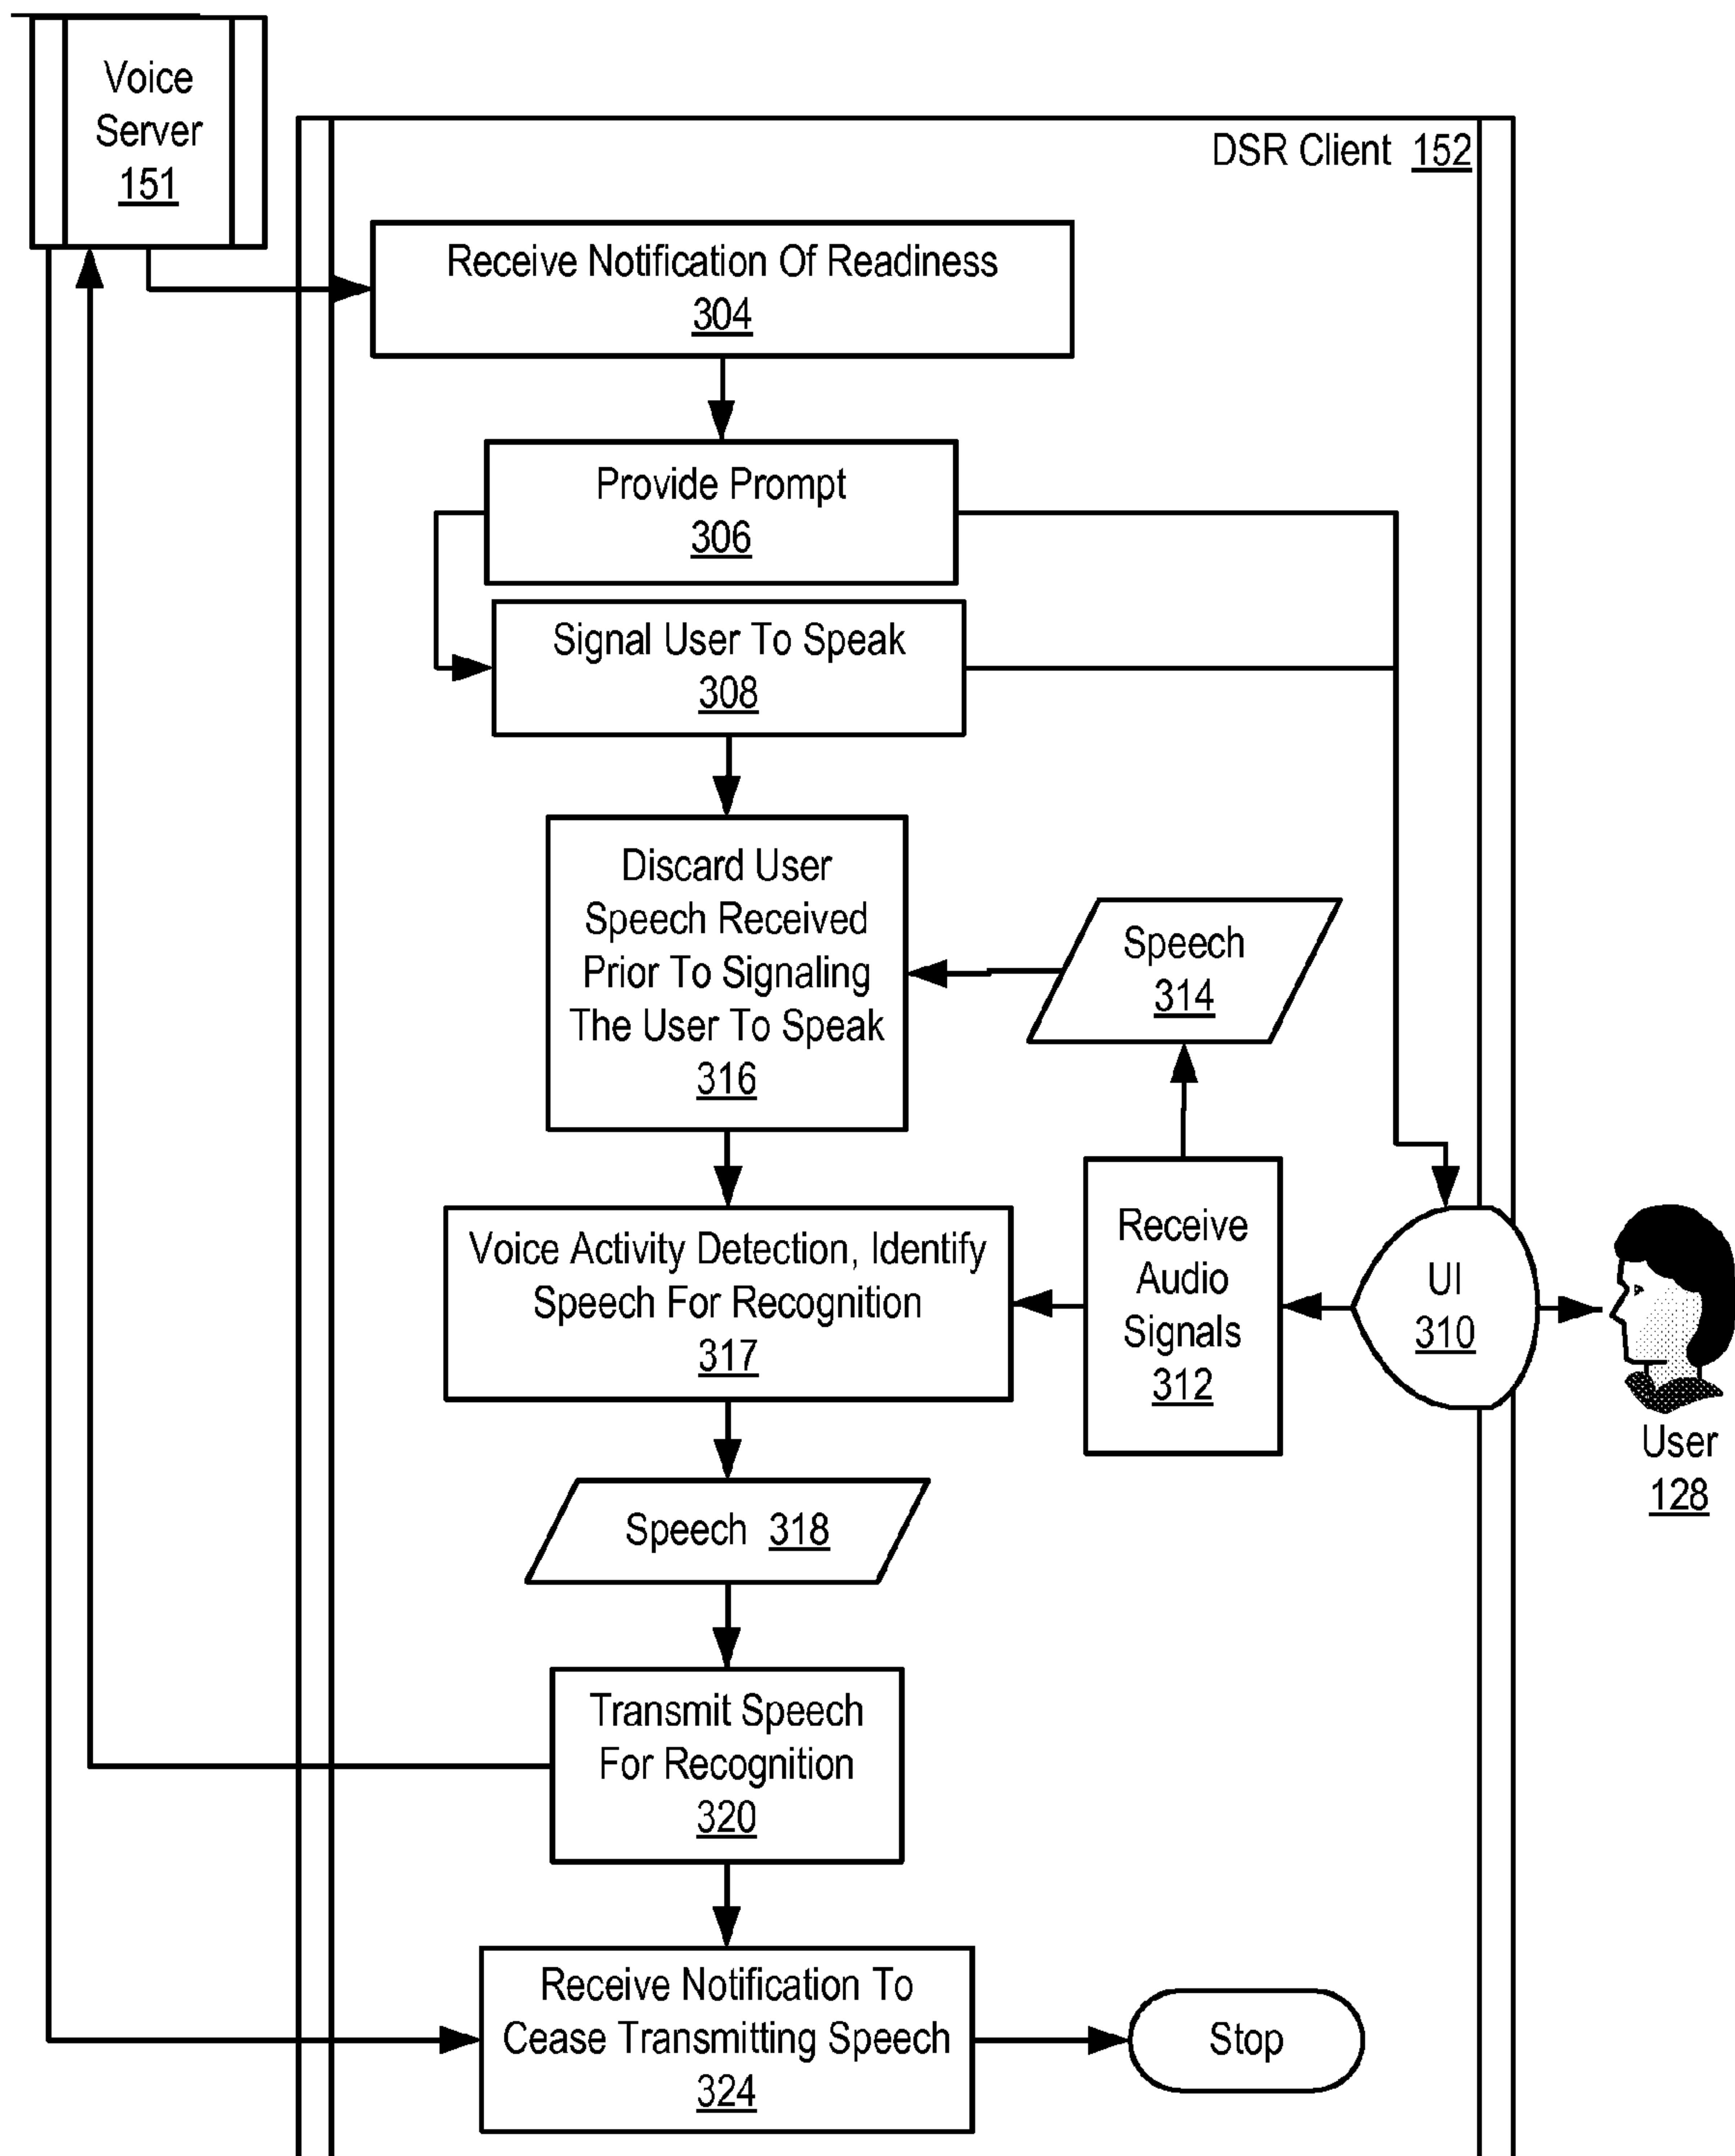 Voice
Server
151
DSR Client 152
Receive Notification Of Readiness
304
Provide Prompt
306
Signal User To Speak
308
Discard User
Speech Received
Prior To Signaling
The User To Speak
316
Speech
314
Voice Activity Detection, Identify
Speech For Recognition
317
Receive
Audio
Signals
312
UI
310
User
128
Speech 318
Transmit Speech
For Recognition
320
Receive Notification To
Cease Transmitting Speech
324
Stop